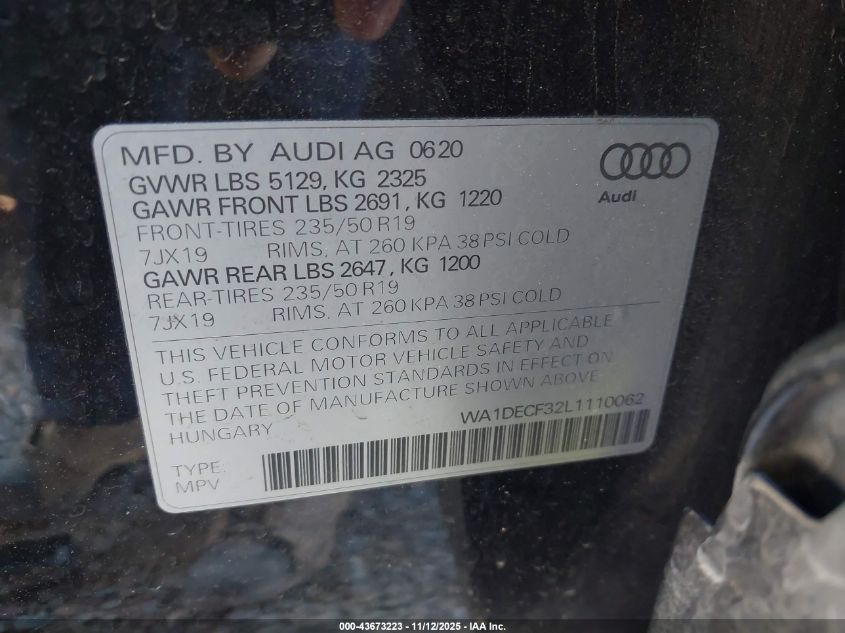 MFD. BY AUDI AG 0620
GVWR LBS 5129, KG 2325
GAWR FRONT LBS 2691, KG 1220
FRONT-TIRES 235/50 R19
7JX19 RIMS, AT 260 KPA 38 PSI COLD
GAWR REAR LBS 2647, KG 1200
REAR-TIRES 235/50 R19
7JX19 RIMS, AT 260 KPA 38 PSI COLD
Audi
THIS VEHICLE CONFORMS TO ALL APPLICABLE
U.S. FEDERAL MOTOR VEHICLE SAFETY AND
THEFT PREVENTION STANDARDS IN EFFECT ON
THE DATE OF MANUFACTURE SHOWN ABOVE
HUNGARY
WA1DECF32L1110062
TYPE:
MPV
000-43673223 - 11/12/2025 - WWW.IAAI.COM